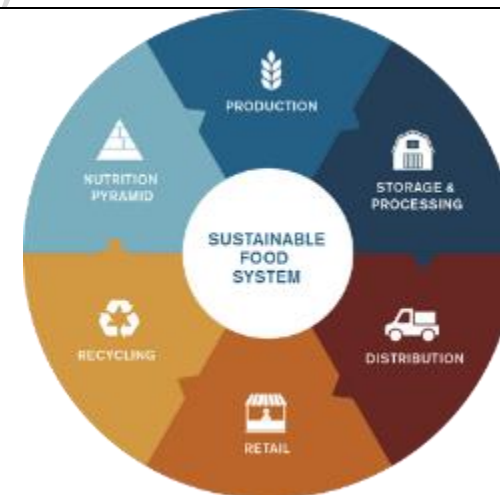 PRODUCTION
STORAGE &
PROCESSING
DISTRIBUTION
RETAIL
RECYCLING
NUTRITION
PYRAMID
SUSTAINABLE
FOOD
SYSTEM